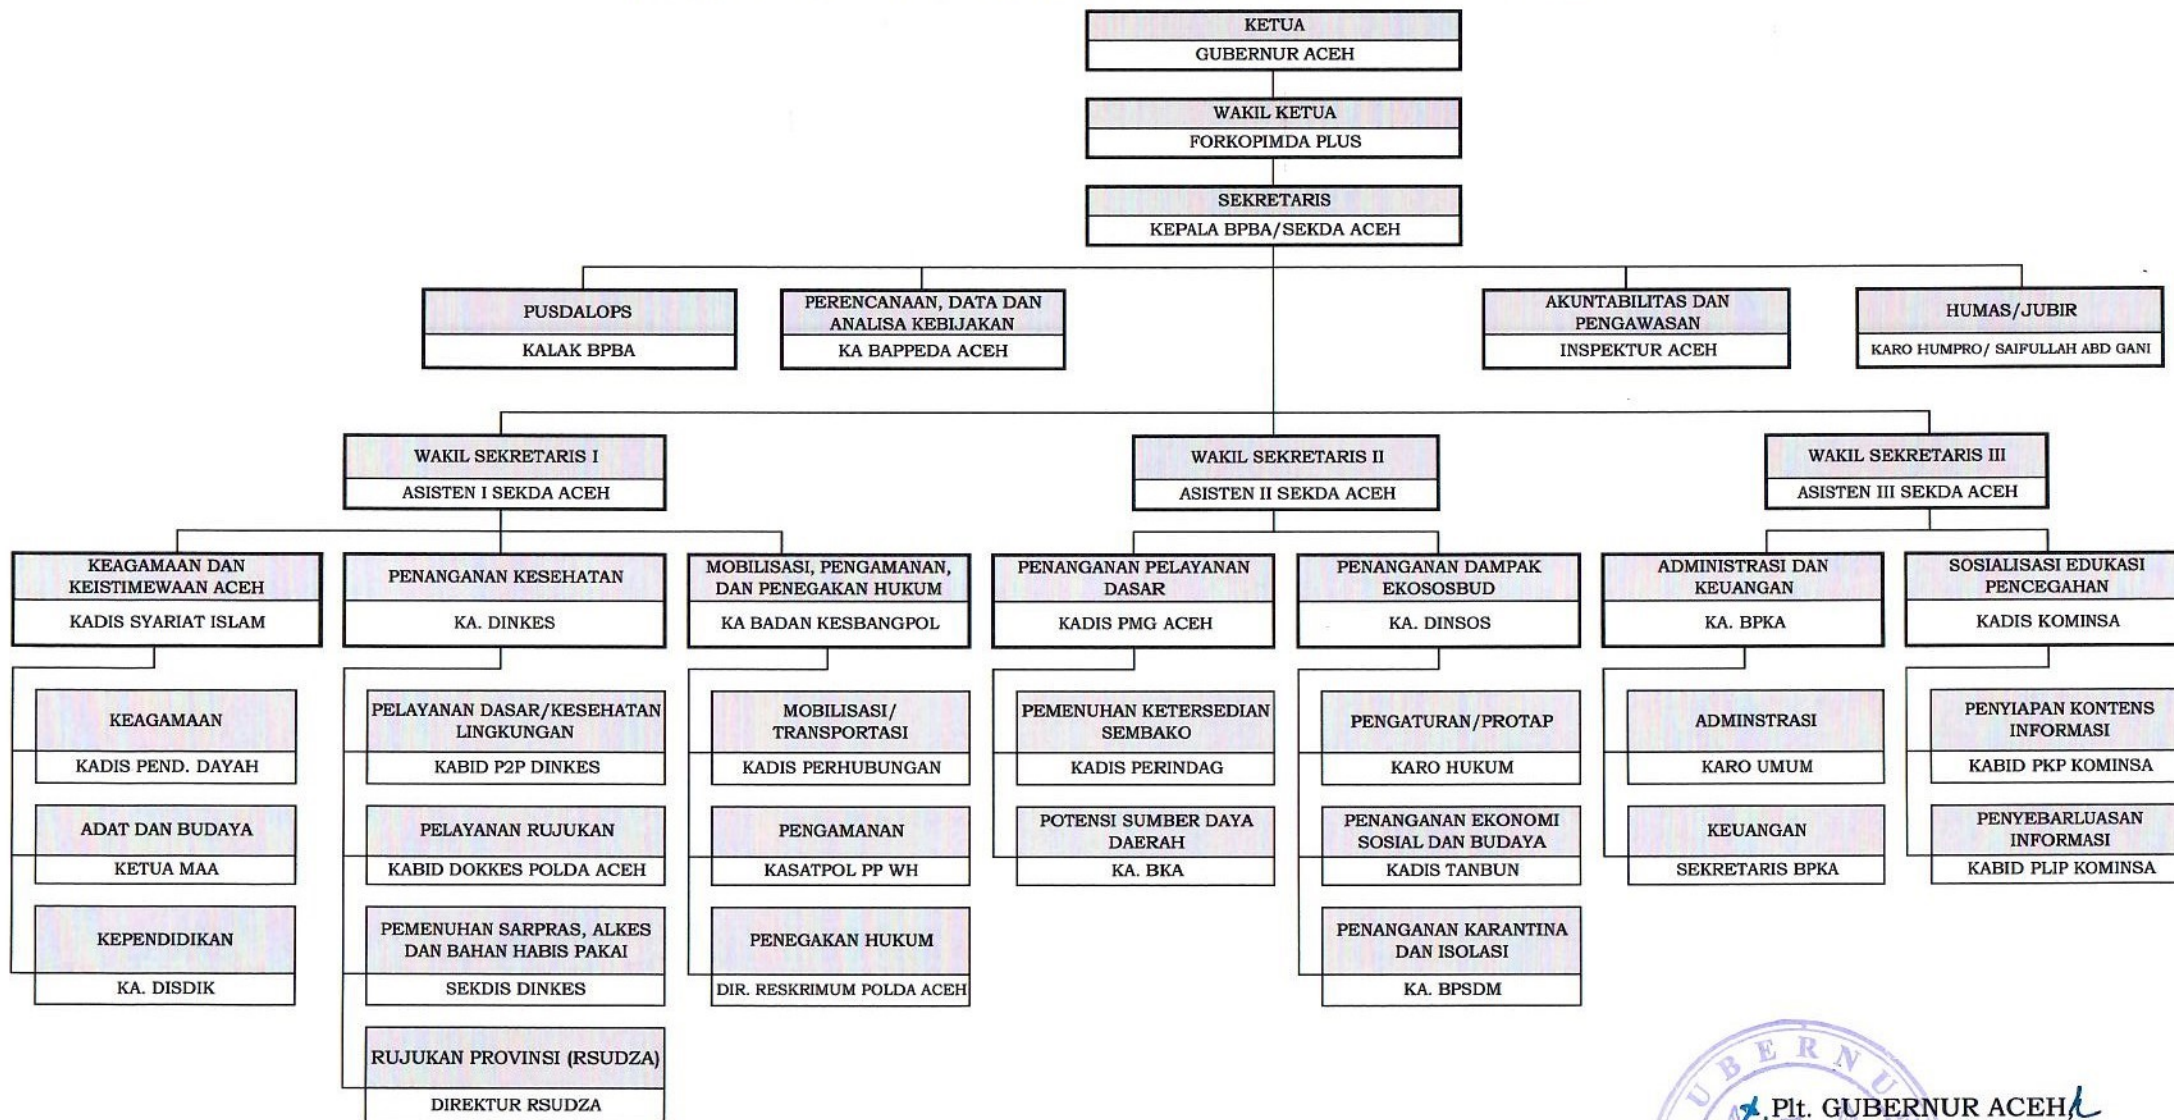 KETUA
GUBERNUR ACEH
WAKIL KETUA
FORKOPIMDA PLUS
SEKRETARIS
KEPALA BPBA/SEKDA ACEH
PUSDALOPS
KALAK BPBA
PERENCANAAN, DATA DAN
ANALISA KEBIJAKAN
KA BAPPEDA ACEH
AKUNTABILITAS DAN
PENGAWASAN
INSPEKTUR ACEH
HUMAS/JUBIR
KARO HUMPRO/ SAIFULLAH ABD GANI
WAKIL SEKRETARIS I
ASISTEN I SEKDA ACEH
WAKIL SEKRETARIS II
ASISTEN II SEKDA ACEH
WAKIL SEKRETARIS III
ASISTEN III SEKDA ACEH
KEAGAMAAN DAN
KEISTIMEWAAN ACEH
KADIS SYARIAT ISLAM
PENANGANAN KESEHATAN
KA. DINKES
MOBILISASI, PENGAMANAN,
DAN PENEGAKAN HUKUM
KA BADAN KESBANGPOL
PENANGANAN PELAYANAN
DASAR
KADIS PMG ACEH
PENANGANAN DAMPAK
EKOSOSBUD
KA. DINSOS
ADMINISTRASI DAN
KEUANGAN
KA. BPKA
SOSIALISASI EDUKASI
PENCEGAHAN
KADIS KOMINSA
KEAGAMAAN
KADIS PEND. DAYAH
ADAT DAN BUDAYA
KETUA MAA
KEPENDIDIKAN
KA. DISDIK
PELAYANAN DASAR/KESEHATAN
LINGKUNGAN
KABID P2P DINKES
PELAYANAN RUJUKAN
KABID DOKKES POLDA ACEH
PEMENUHAN SARPRAS, ALKES
DAN BAHAN HABIS PAKAI
SEKDIS DINKES
RUJUKAN PROVINSI (RSUDZA)
DIREKTUR RSUDZA
MOBILISASI/
TRANSPORTASI
KADIS PERHUBUNGAN
PENGAMANAN
KASATPOL PP WH
PENEGAKAN HUKUM
DIR. RESKRIMUM POLDA ACEH
PEMENUHAN KETERSEDIAN
SEMBAKO
KADIS PERINDAG
POTENSI SUMBER DAYA
DAERAH
KA. BKA
PENGATURAN/PROTAP
KARO HUKUM
PENANGANAN EKONOMI
SOSIAL DAN BUDAYA
KADIS TANBUN
PENANGANAN KARANTINA
DAN ISOLASI
KA. BPSDM
ADMINSTRASI
KARO UMUM
KEUANGAN
SEKRETARIS BPKA
PENYIAPAN KONTENS
INFORMASI
KABID PKP KOMINSA
PENYEBARLUASAN
INFORMASI
KABID PLIP KOMINSA
Plt. GUBERNUR ACEH